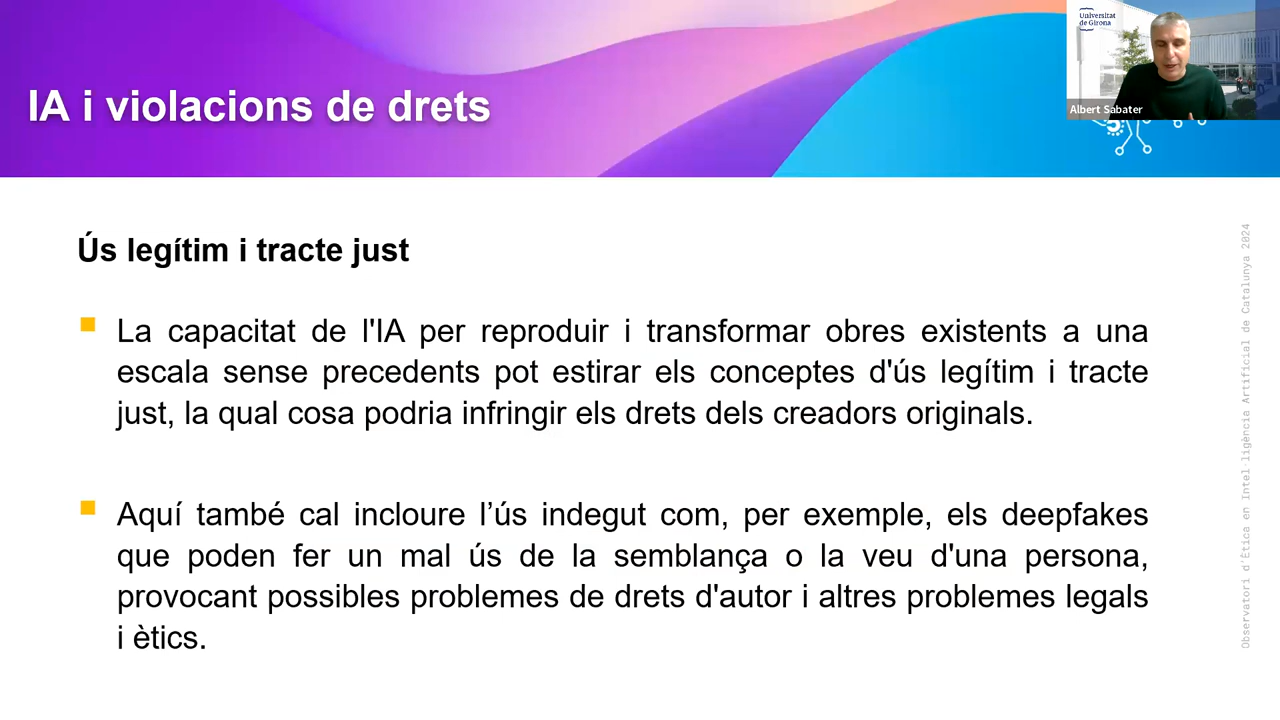 IA i violacions de drets
Universitat
de Girona
Albert Sabater
Ús legítim i tracte just
La capacitat de l'IA per reproduir i transformar obres existents a una
escala sense precedents pot estirar els conceptes d'ús legítim i tracte
just, la qual cosa podria infringir els drets dels creadors originals.
Aquí també cal incloure l’ús indegut com, per exemple, els deepfakes
que poden fer un mal ús de la semblança o la veu d'una persona,
provocant possibles problemes de drets d'autor i altres problemes legals
i ètics.
Observatori d'Ètica en Intel·ligència Artificial de Catalunya 2024